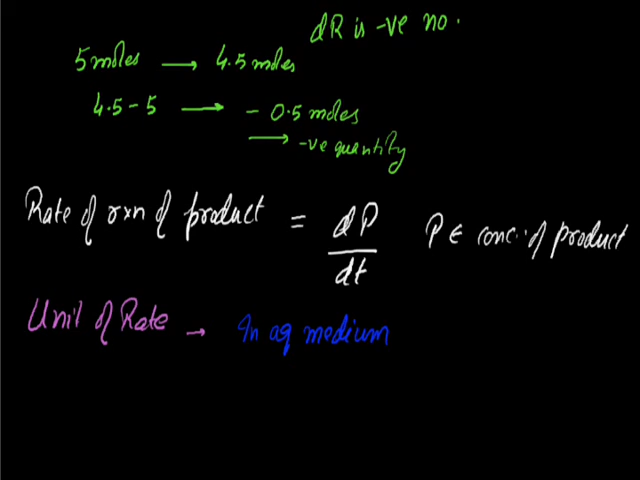 dR is -ve no.
5 moles → 4.5 moles
4.5 - 5 → - 0.5 moles
→ -ve quantity
Rate of rxn of product = dP/dt P ∈ conc. of product
Unit of Rate → In aq medium